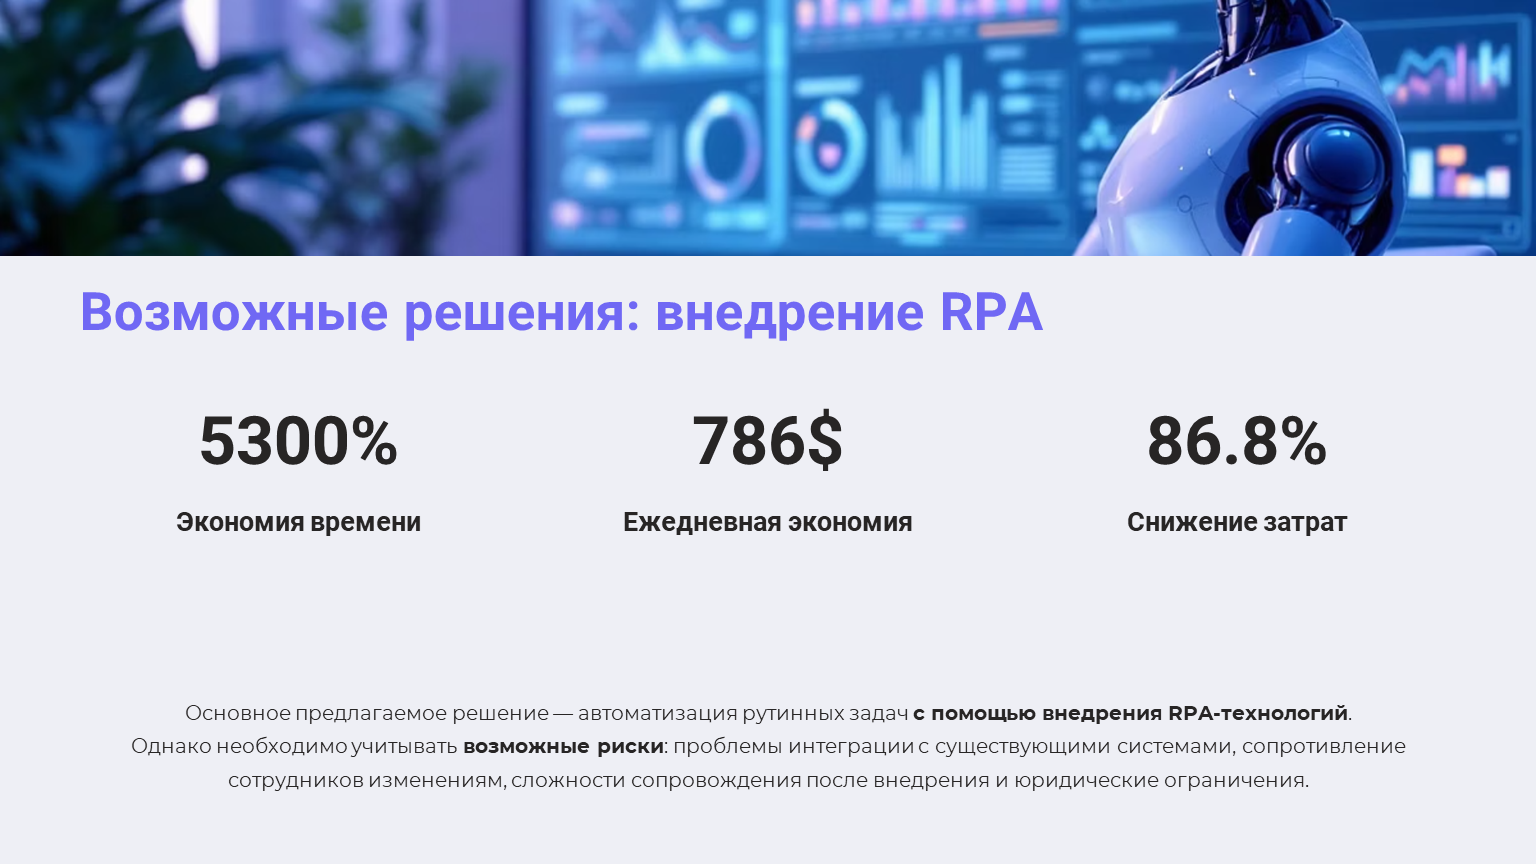 Возможные решения: внедрение RPA
5300%
786$
86.8%
Экономия времени
Ежедневная экономия
Снижение затрат
Основное предлагаемое решение — автоматизация рутинных задач с помощью внедрения RPA-технологий.
Однако необходимо учитывать возможные риски: проблемы интеграции с существующими системами, сопротивление
сотрудников изменениям, сложности сопровождения после внедрения и юридические ограничения.